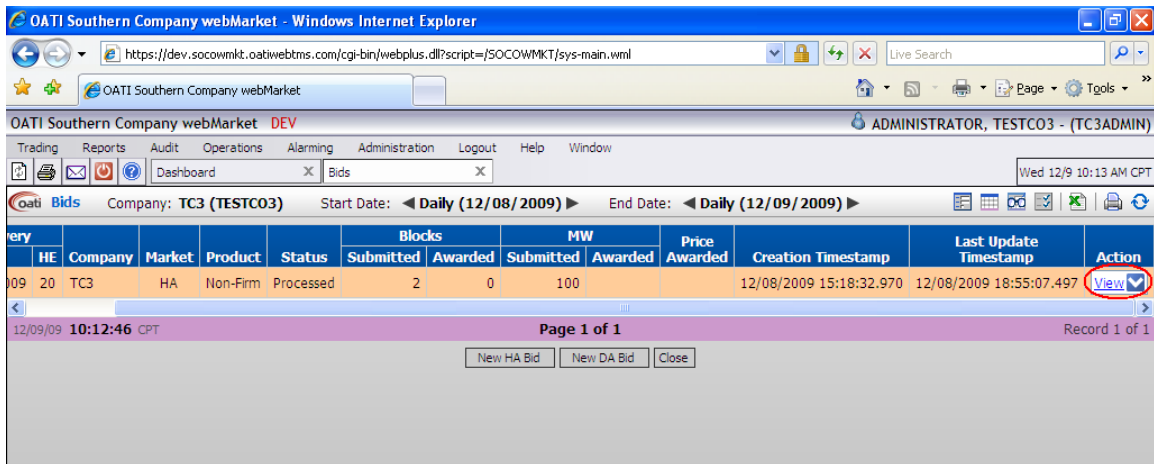 OATI Southern Company webMarket - Windows Internet Explorer
https://dev.socowmkt.oatiwebtms.com/cgi-bin/webplus.dll?script=/SOCOWMKT/sys-main.wml Live Search
OATI Southern Company webMarket Page Tools »
OATI Southern Company webMarket DEV ADMINISTRATOR, TESTCO3 - (TC3ADMIN)
Trading Reports Audit Operations Alarming Administration Logout Help Window
Dashboard X Bids X Wed 12/9 10:13 AM CPT
oati Bids Company: TC3 (TESTCO3) Start Date: Daily (12/08/2009) End Date: Daily (12/09/2009)
very Blocks MW Price Last Update
HE Company Market Product Status Submitted Awarded Submitted Awarded Awarded Creation Timestamp Timestamp Action
009 20 TC3 HA Non-Firm Processed 2 0 100 12/08/2009 15:18:32.970 12/08/2009 18:55:07.497 View
12/09/09 10:12:46 CPT Page 1 of 1 Record 1 of 1
New HA Bid New DA Bid Close